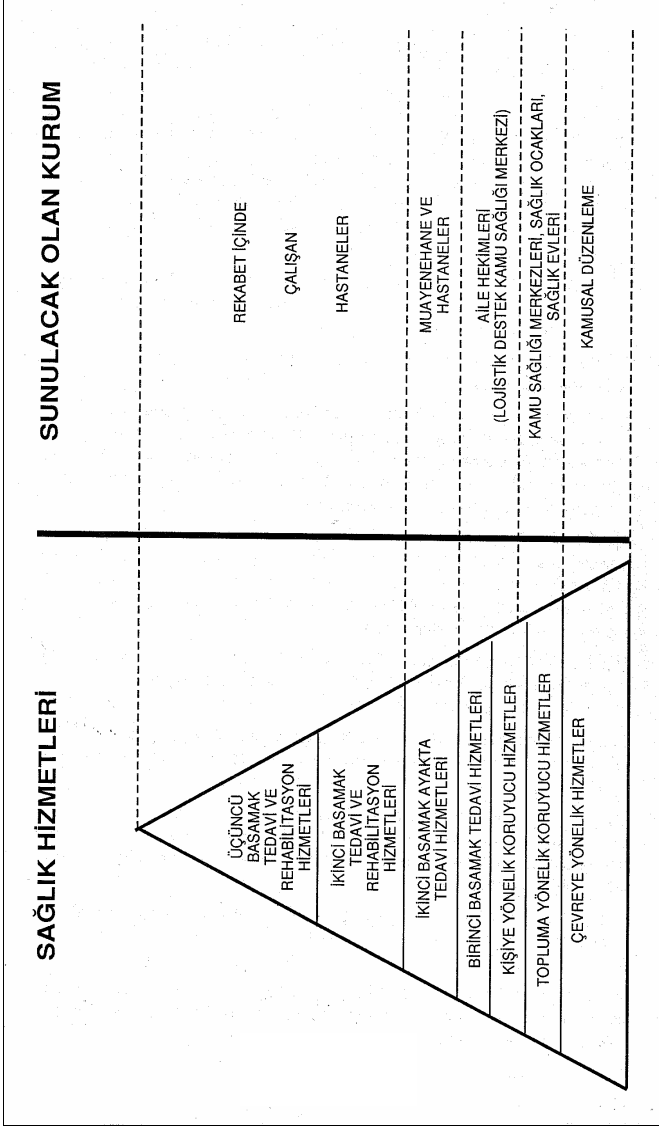 SAĞLIK HİZMETLERİ
ÜÇÜNCÜ
BASAMAK
TEDAVİ VE
REHABİLITASYON
HİZMETLERİ
İKİNCİ BASAMAK
TEDAVİ VE
REHABİLİTASYON
HİZMETLERİ
İKİNCİ BASAMAK AYAKTA
TEDAVİ HİZMETLERİ
BİRİNCİ BASAMAK TEDAVİ HİZMETLERİ
KİŞİYE YÖNELİK KORUYUCU HİZMETLER
TOPLUMA YÖNELİK KORUYUCU HİZMETLER
ÇEVREYE YÖNELİK HİZMETLER
SUNULACAK OLAN KURUM
REKABET İÇİNDE
ÇALIŞAN
HASTANELER
MUAYENEHANE VE
HASTANELER
AİLE HEKİMLERİ
(LOJİSTİK DESTEK KAMU SAĞLIĞI MERKEZİ)
KAMU SAĞLIĞI MERKEZLERİ, SAĞLIK OCAKLARI,
SAĞLIK EVLERİ
KAMUSAL DÜZENLEME